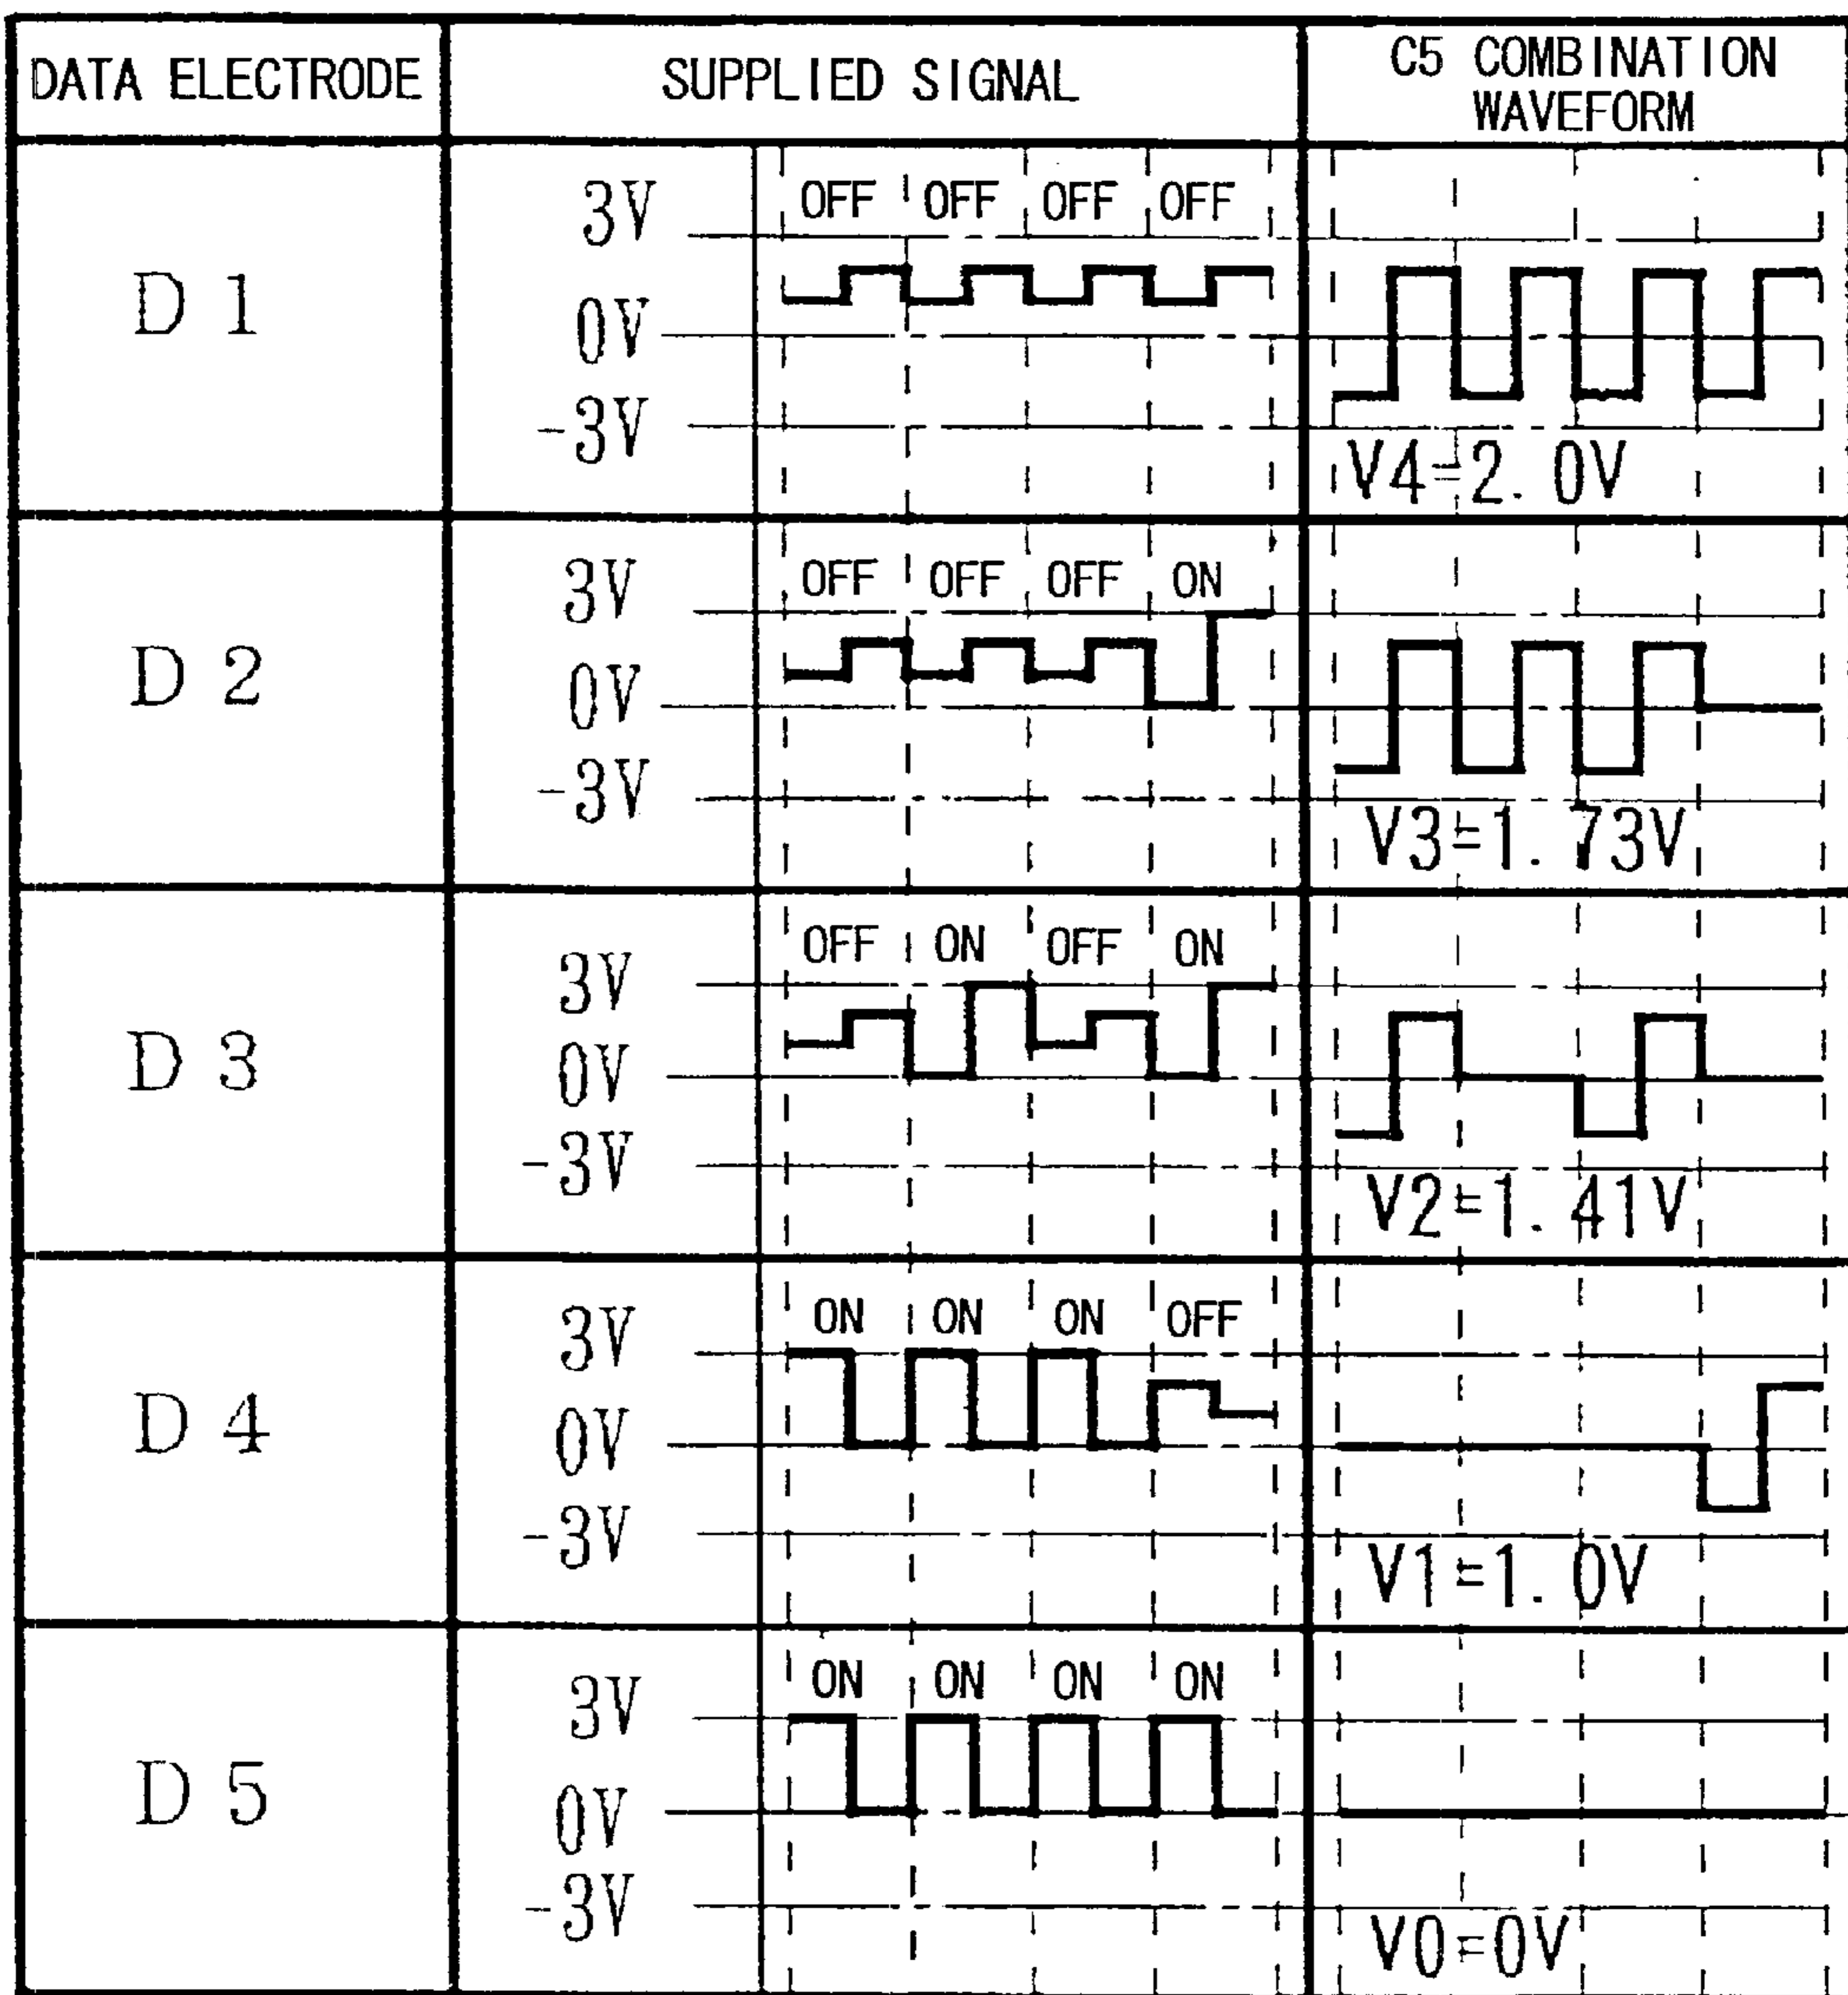 DATA ELECTRODE
SUPPLIED SIGNAL
C5 COMBINATION
WAVEFORM
D 1
3V
0V
-3V
OFF OFF OFF OFF
V4=2. 0V
D 2
3V
0V
-3V
OFF OFF OFF ON
V3=1. 73V
D 3
3V
0V
-3V
OFF ON OFF ON
V2=1. 41V
D 4
3V
0V
-3V
ON ON ON OFF
V1=1. 0V
D 5
3V
0V
-3V
ON ON ON ON
V0=0V